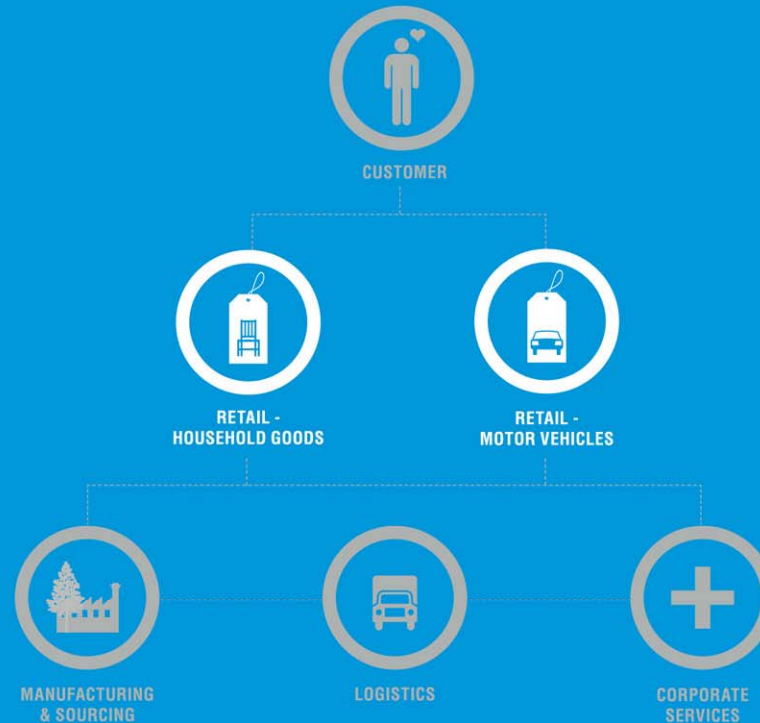 CUSTOMER
RETAIL -
HOUSEHOLD GOODS
RETAIL -
MOTOR VEHICLES
MANUFACTURING
& SOURCING
LOGISTICS
CORPORATE
SERVICES